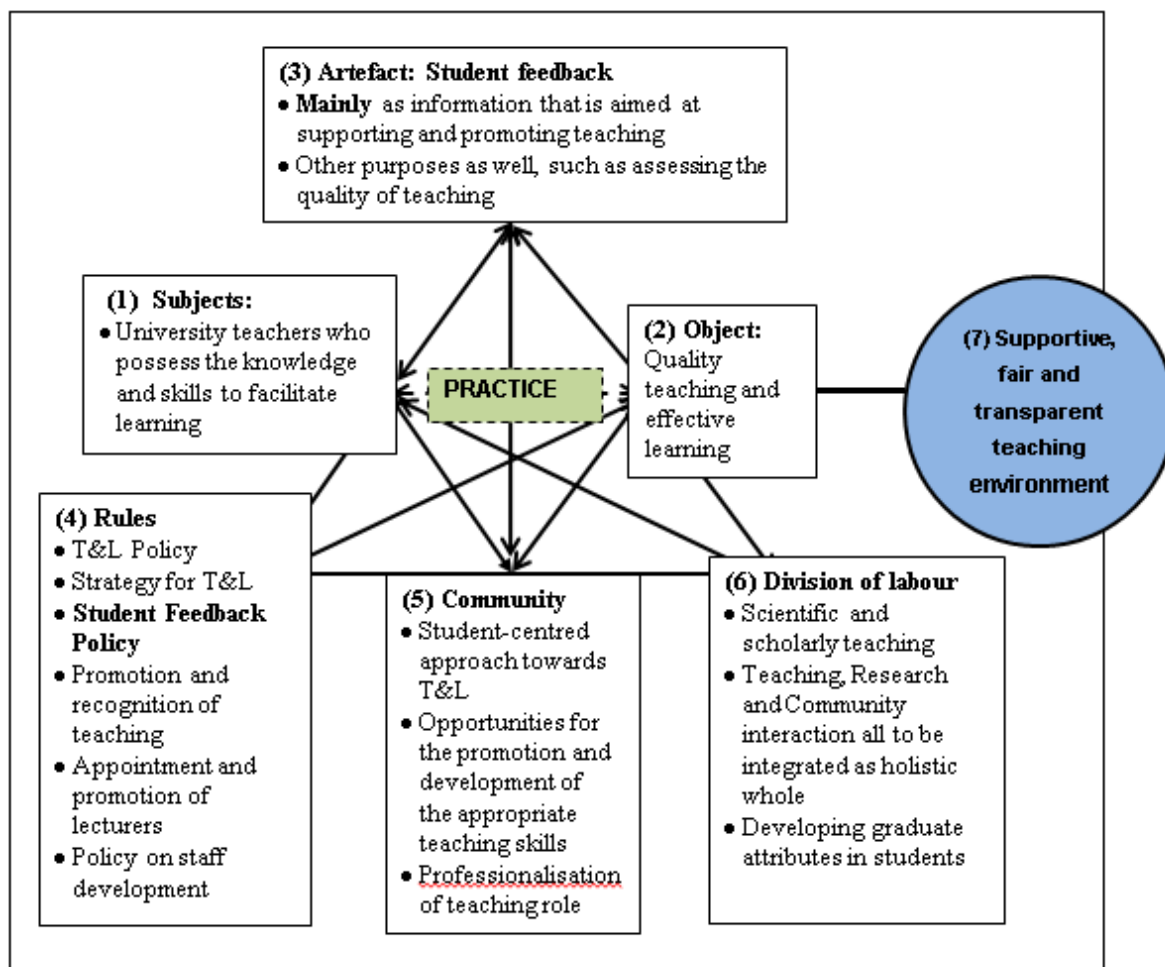 (3) Artefact: Student feedback
● Mainly as information that is aimed at
supporting and promoting teaching
● Other purposes as well, such as assessing the
quality of teaching
(1) Subjects:
● University teachers who
possess the knowledge
and skills to facilitate
learning
PRACTICE
(2) Object:
Quality
teaching and
effective
learning
(7) Supportive,
fair and
transparent
teaching
environment
(4) Rules
● T&L Policy
● Strategy for T&L
● Student Feedback
Policy
● Promotion and
recognition of
teaching
● Appointment and
promotion of
lecturers
● Policy on staff
development
(5) Community
● Student-centred
approach towards
T&L
● Opportunities for
the promotion and
development of
the appropriate
teaching skills
● Professionalisation
of teaching role
(6) Division of labour
● Scientific and
scholarly teaching
● Teaching, Research
and Community
interaction all to be
integrated as holistic
whole
● Developing graduate
attributes in students